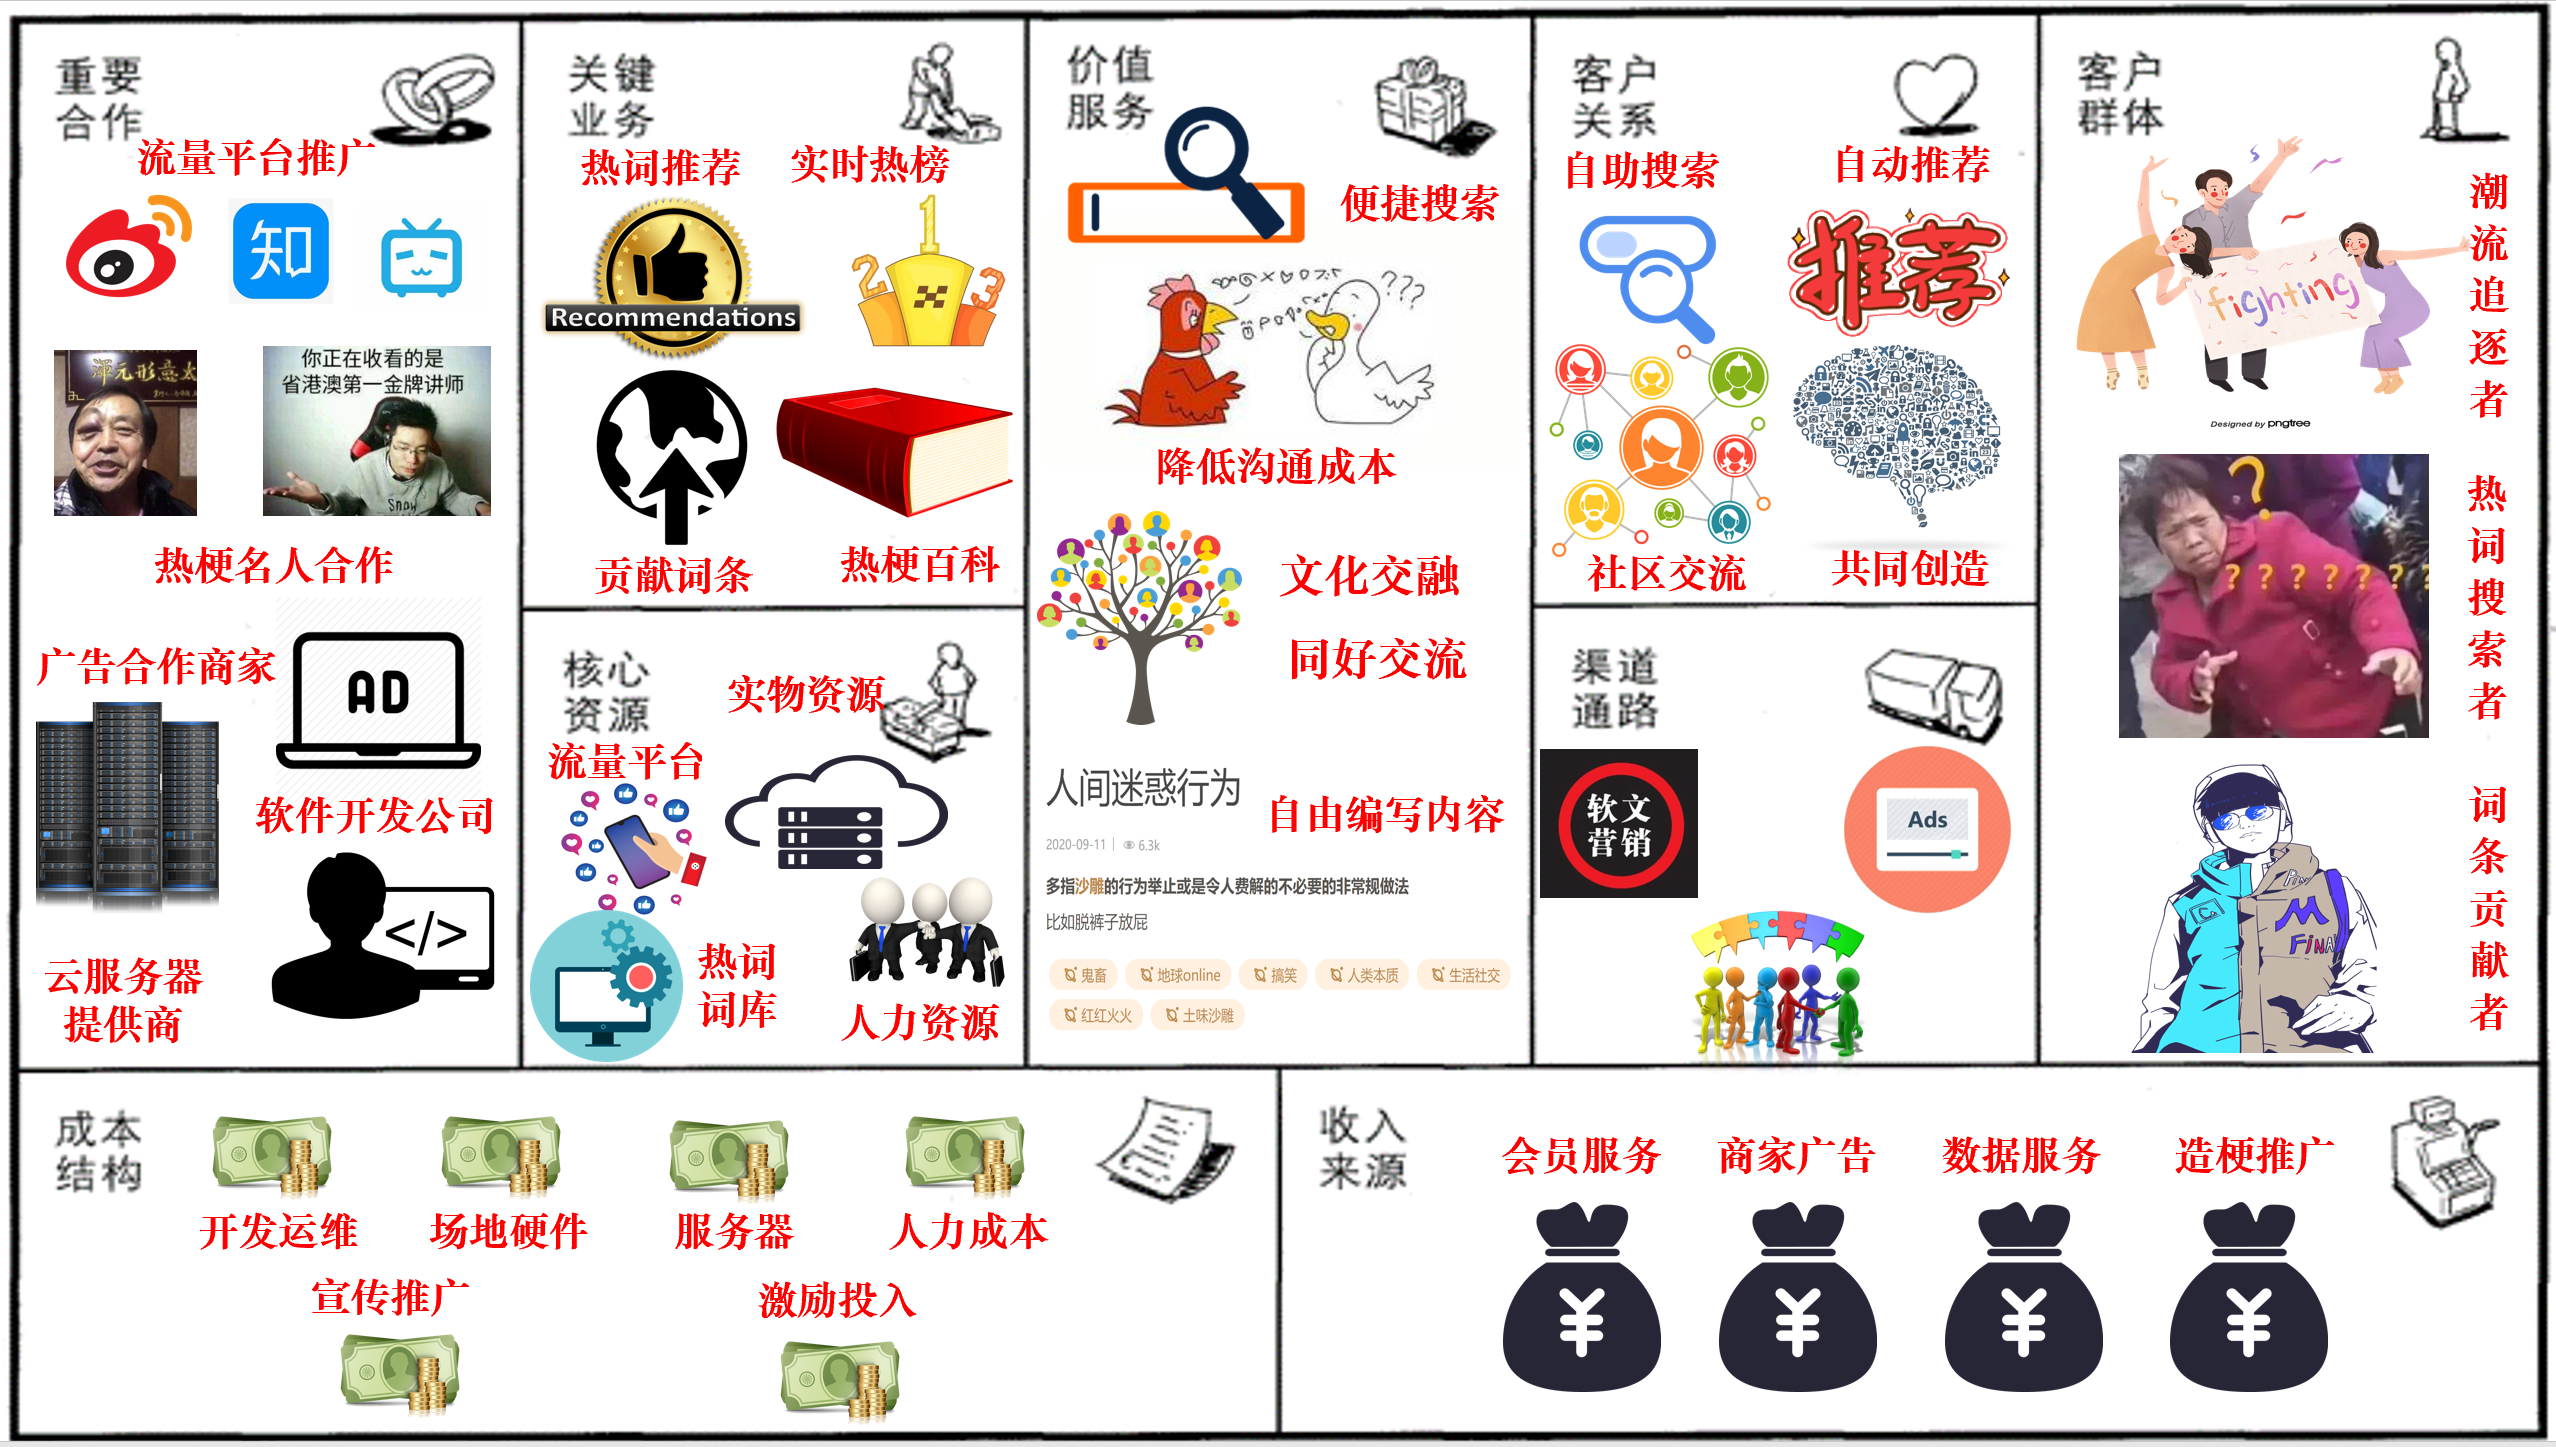 重要
合作
流量平台推广
知
渾元形意太
你正在收看的是
省港澳第一金牌讲师
Snow
热梗名人合作
广告合作商家
AD
软件开发公司
</>
云服务器
提供商
关键
业务
热词推荐
实时热榜
Recommendations
1
2
3
贡献词条
热梗百科
核心
资源
实物资源
流量平台
热词
词库
人力资源
价值
服务
便捷搜索
???
降低沟通成本
文化交融
同好交流
人间迷惑行为
自由编写内容
2020-09-11
6.3k
多指沙雕的行为举止或是令人费解的不必要的非常规做法
比如脱裤子放屁
鬼畜
地球online
搞笑
人类本质
生活社交
红红火火
土味沙雕
客户
关系
自助搜索
自动推荐
推荐
社区交流
共同创造
渠道
通路
软文
营销
Ads
客户
群体
潮流追逐者
fighting
Designed by pngtree
?
???????
热词搜索者
词条贡献者
FINAL
成本
结构
开发运维
场地硬件
服务器
人力成本
宣传推广
激励投入
收入
来源
会员服务
商家广告
数据服务
造梗推广
¥
¥
¥
¥